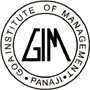 GOA INSTITUTE OF MANAGEMENT
GIM
· PANAJI ·